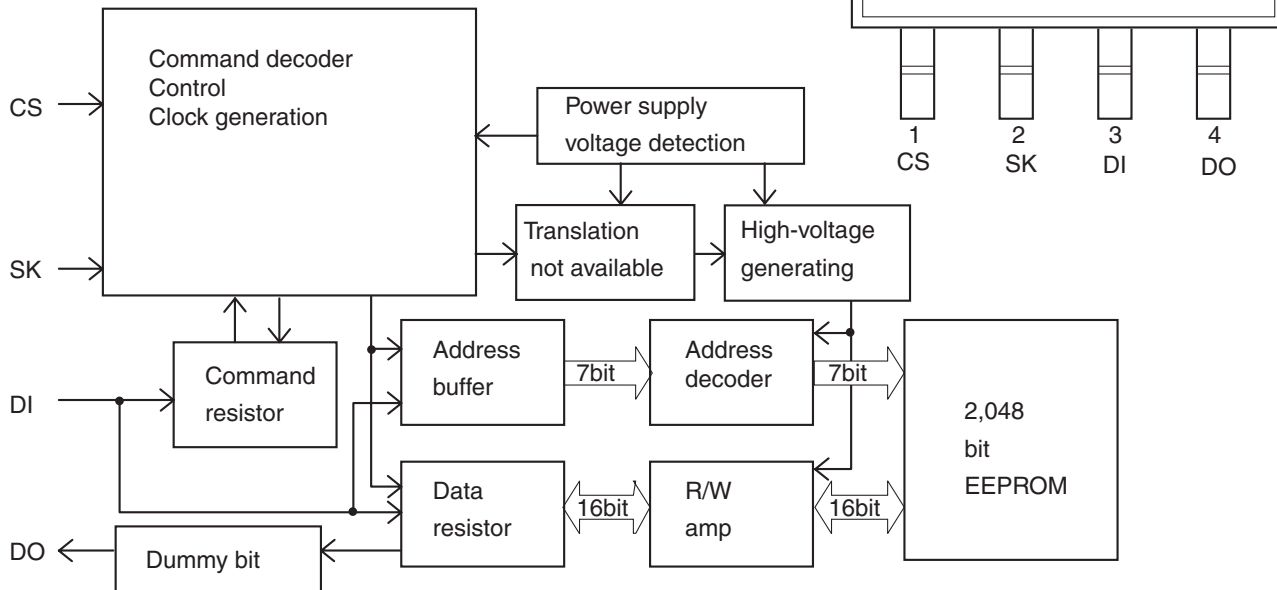 Command decoder
Control
Clock generation
CS
SK
Power supply
voltage detection
Translation
not available
High-voltage
generating
1
2
3
4
CS
SK
DI
DO
Command
resistor
DI
Address
buffer
7bit
Address
decoder
7bit
2,048
bit
EEPROM
Data
resistor
16bit
R/W
amp
16bit
DO
Dummy bit